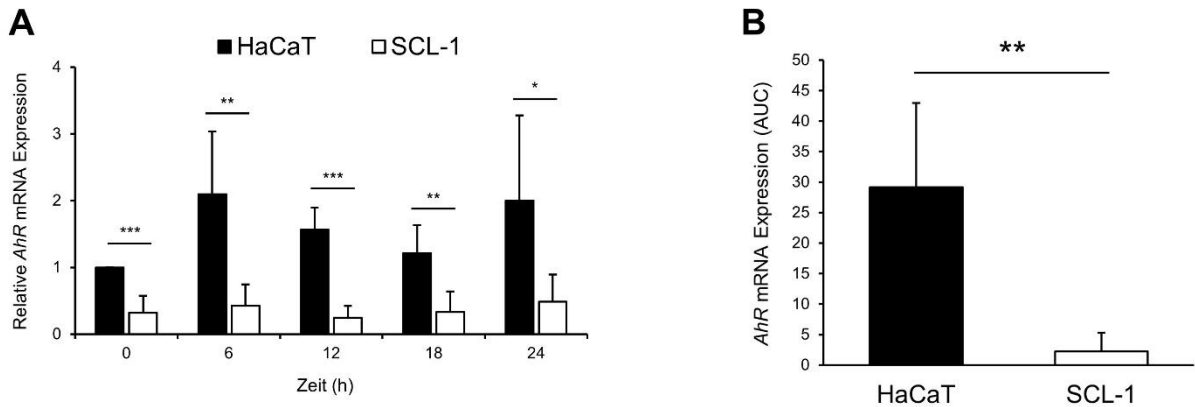 A
HaCaT SCL-1
Relative AhR mRNA Expression
4
3
2
1
0
***
**
***
**
*
0 6 12 18 24
Zeit (h)
B
**
AhR mRNA Expression (AUC)
50
45
40
35
30
25
20
15
10
5
0
HaCaT SCL-1